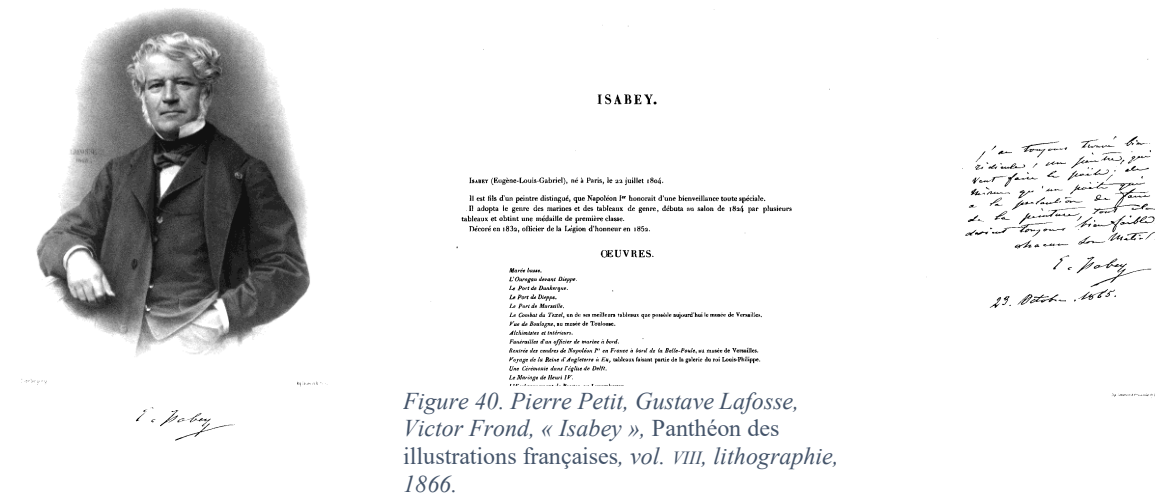 E. Isabey
ISABEY.
Isabey (Eugène-Louis-Gabriel), né à Paris, le 22 juillet 1804.
Il est fils d'un peintre distingué, que Napoléon Ier honorait d'une bienveillance toute spéciale.
Il adopta le genre des marines et des tableaux de genre, débuta au salon de 1824 par plusieurs
tableaux et obtint une médaille de première classe.
Décoré en 1832, officier de la Légion d'honneur en 1852.
ŒUVRES.
Marée basse.
L'Ouragan devant Dieppe.
Le Port de Dunkerque.
Le Port de Dieppe.
Le Port de Marseille.
Le Combat du Texel, un de ses meilleurs tableaux que possède aujourd'hui le musée de Versailles.
Vue de Boulogne, au musée de Toulouse.
Alchimistes et Intérieurs.
Funérailles d'un officier de marine à bord.
Rentrée des cendres de Napoléon Ier en France à bord de la Belle-Poule, au musée de Versailles.
Voyage de la Reine d'Angleterre à Eu, tableaux faisant partie de la galerie du roi Louis-Philippe.
Une Cérémonie dans l'église de Delft.
Le Mariage de Henri IV.
Figure 40. Pierre Petit, Gustave Lafosse,
Victor Frond, « Isabey », Panthéon des
illustrations françaises, vol. VIII, lithographie,
1866.
J'ai toujours trouvé bien
ridicule, un peintre, qui
veut faire le poète; de
même qu'un poète qui
a la prétention de faire
de la peinture, tout cela
devient toujours bien faible
chacun son métier
E. Isabey
23 Octobre 1865.